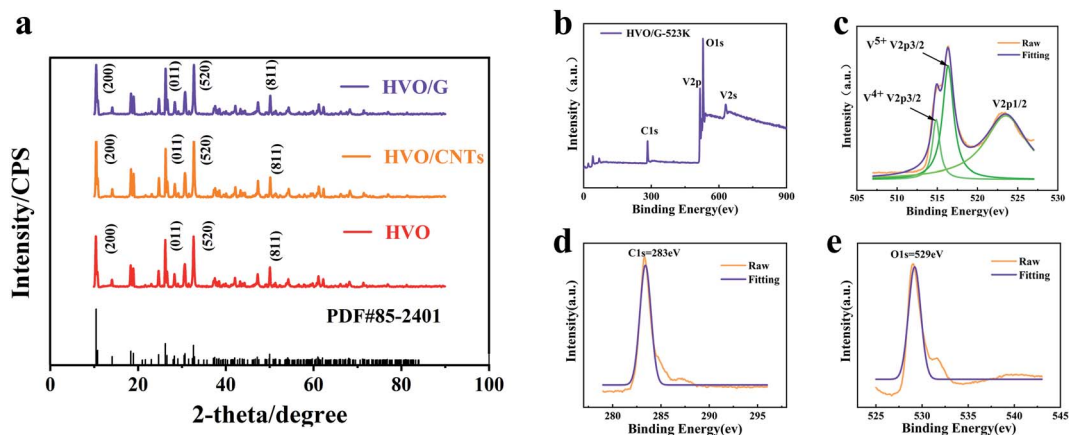 a
Intensity/CPS
(200)
(011)
(520)
(811)
HVO/G
(200)
(011)
(520)
(811)
HVO/CNTs
(200)
(011)
(520)
(811)
HVO
PDF#85-2401
0 20 40 60 80 100
2-theta/degree
b
HVO/G-523K
O1s
V2p
V2s
C1s
Intensity (a.u.)
0 300 600 900
Binding Energy(ev)
c
Raw
Fitting
V5+ V2p3/2
V4+ V2p3/2
V2p1/2
Intensity (a.u.)
505 510 515 520 525 530
Binding Energy(ev)
d
C1s=283eV
Raw
Fitting
Intensity(a.u.)
280 285 290 295
Binding Energy(ev)
e
O1s=529eV
Raw
Fitting
Intensity(a.u.)
525 530 535 540 545
Binding Energy(ev)